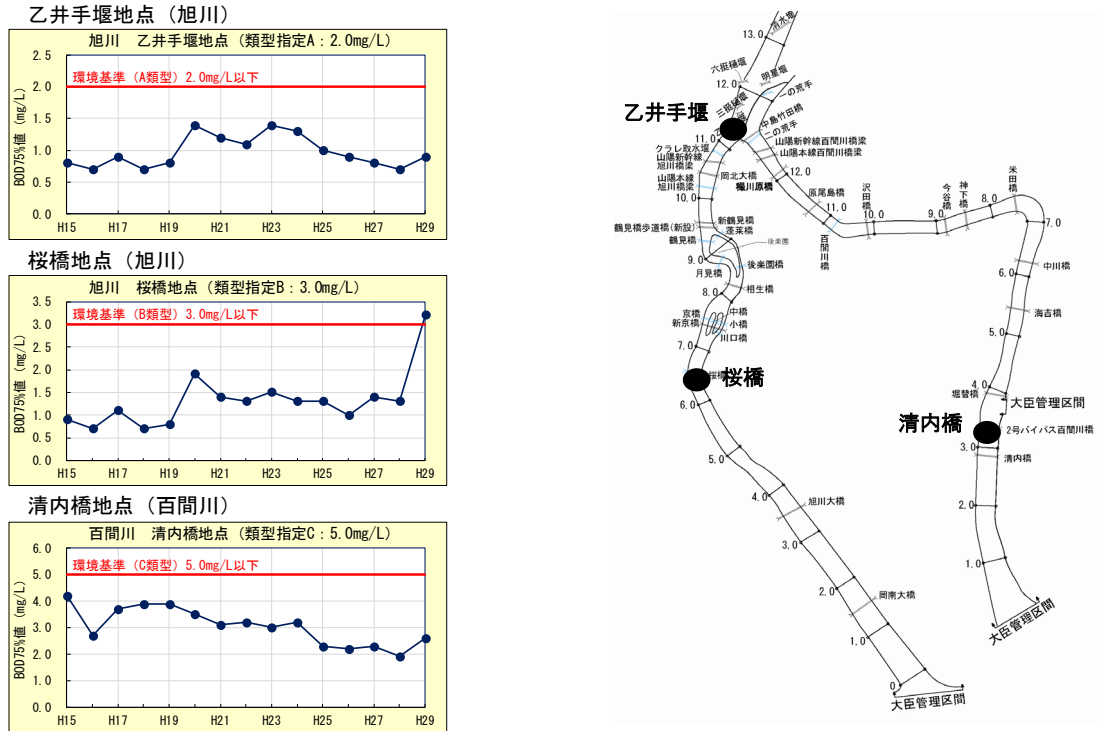 乙井手堰地点（旭川）
旭川　乙井手堰地点（類型指定A：2.0mg/L）
環境基準（A類型）2.0mg/L以下
BOD75%値（mg/L）
2.5
2.0
1.5
1.0
0.5
0.0
H15 H17 H19 H21 H23 H25 H27 H29
桜橋地点（旭川）
旭川　桜橋地点（類型指定B：3.0mg/L）
環境基準（B類型）3.0mg/L以下
BOD75%値（mg/L）
3.5
3.0
2.5
2.0
1.5
1.0
0.5
0.0
H15 H17 H19 H21 H23 H25 H27 H29
清内橋地点（百間川）
百間川　清内橋地点（類型指定C：5.0mg/L）
環境基準（C類型）5.0mg/L以下
BOD75%値（mg/L）
6.0
5.0
4.0
3.0
2.0
1.0
0.0
H15 H17 H19 H21 H23 H25 H27 H29
清水堰
13.0
六挺樋堰
明星堰
12.0
一の荒手
三挺樋堰
乙井手堰
中島竹田橋
二の荒手
11.0
山陽新幹線百間川橋梁
山陽本線百間川橋梁
クラレ取水堰
山陽新幹線
旭川橋梁
岡北大橋
12.0
山陽本線
旭川橋梁
原尾島橋
11.0
百間川橋
沢田橋
10.0
今谷橋
9.0
神下橋
8.0
米田橋
7.0
10.0
新鶴見橋
鶴見橋歩道橋(新設)
蓬莱橋
鶴見橋
後楽園
9.0
月見橋
後楽園橋
中川橋
6.0
8.0
相生橋
京橋
中橋
新京橋
小橋
川口橋
海吉橋
5.0
7.0
桜橋
6.0
4.0
堀替橋
大臣管理区間
清内橋
2号バイパス百間川橋
3.0
清内橋
5.0
4.0
旭川大橋
2.0
3.0
1.0
2.0
岡南大橋
大臣管理区間
1.0
0
大臣管理区間